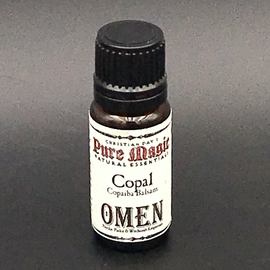 CHRISTIAN DAY'S
Pure Magic
NATURAL ESSENTIALS
Copal
Copaiba Balsam
OMEN